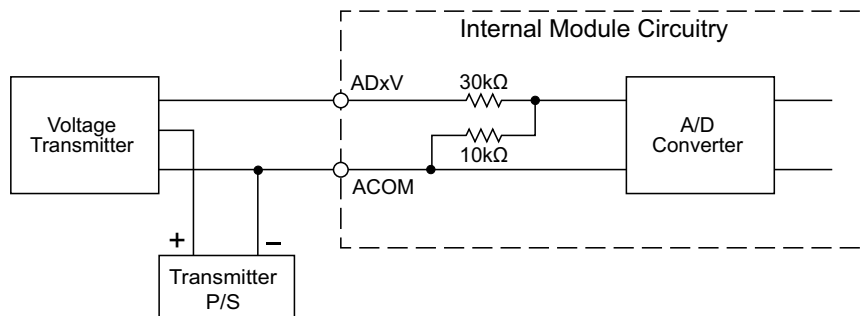 Internal Module Circuitry
ADxV
30kΩ
Voltage
Transmitter
A/D
Converter
10kΩ
ACOM
+
−
Transmitter
P/S